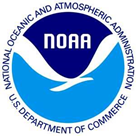 NATIONAL OCEANIC AND ATMOSPHERIC ADMINISTRATION
NOAA
U.S. DEPARTMENT OF COMMERCE